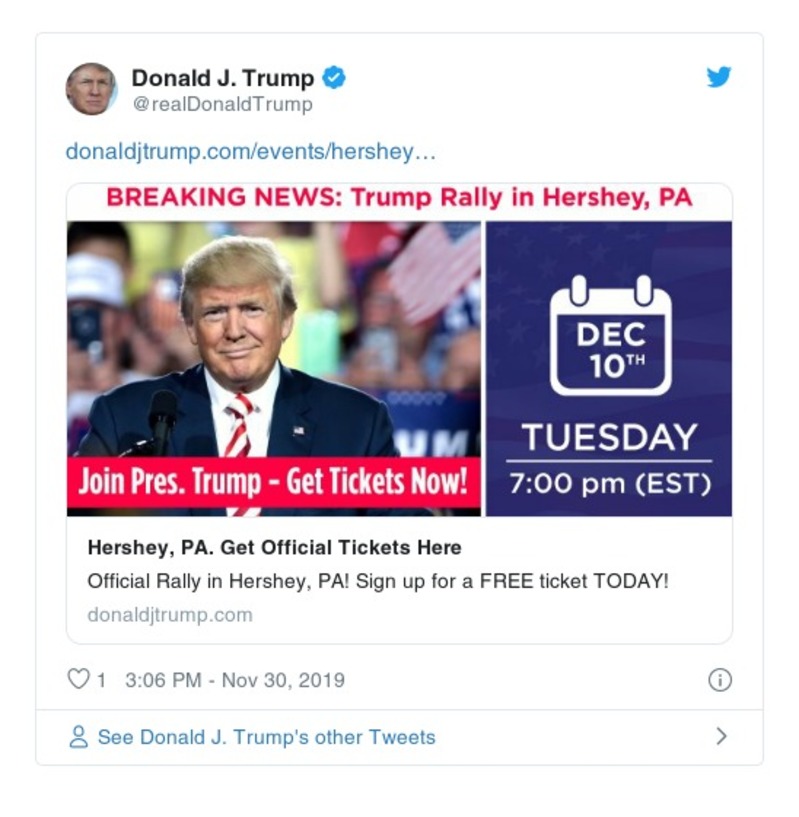 Donald J. Trump
@realDonaldTrump
donaldjtrump.com/events/hershey…
BREAKING NEWS: Trump Rally in Hershey, PA
DEC
10TH
TUESDAY
7:00 pm (EST)
UM
Join Pres. Trump - Get Tickets Now!
Hershey, PA. Get Official Tickets Here
Official Rally in Hershey, PA! Sign up for a FREE ticket TODAY!
donaldjtrump.com
1 3:06 PM - Nov 30, 2019
See Donald J. Trump's other Tweets